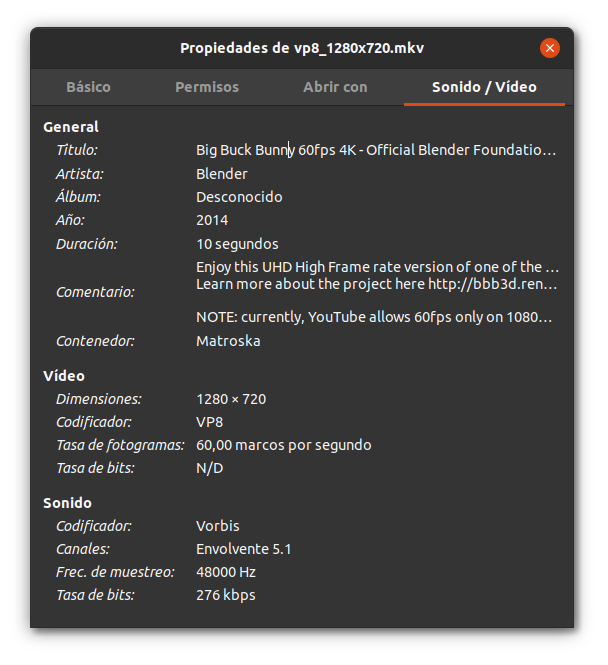 Propiedades de vp8_1280x720.mkv
Básico Permisos Abrir con Sonido / Vídeo
General
Título: Big Buck Bunny 60fps 4K - Official Blender Foundatio…
Artista: Blender
Álbum: Desconocido
Año: 2014
Duración: 10 segundos
Comentario: Enjoy this UHD High Frame rate version of one of the …
Learn more about the project here http://bbb3d.ren…
NOTE: currently, YouTube allows 60fps only on 1080…
Contenedor: Matroska
Vídeo
Dimensiones: 1280 × 720
Codificador: VP8
Tasa de fotogramas: 60,00 marcos por segundo
Tasa de bits: N/D
Sonido
Codificador: Vorbis
Canales: Envolvente 5.1
Frec. de muestreo: 48000 Hz
Tasa de bits: 276 kbps